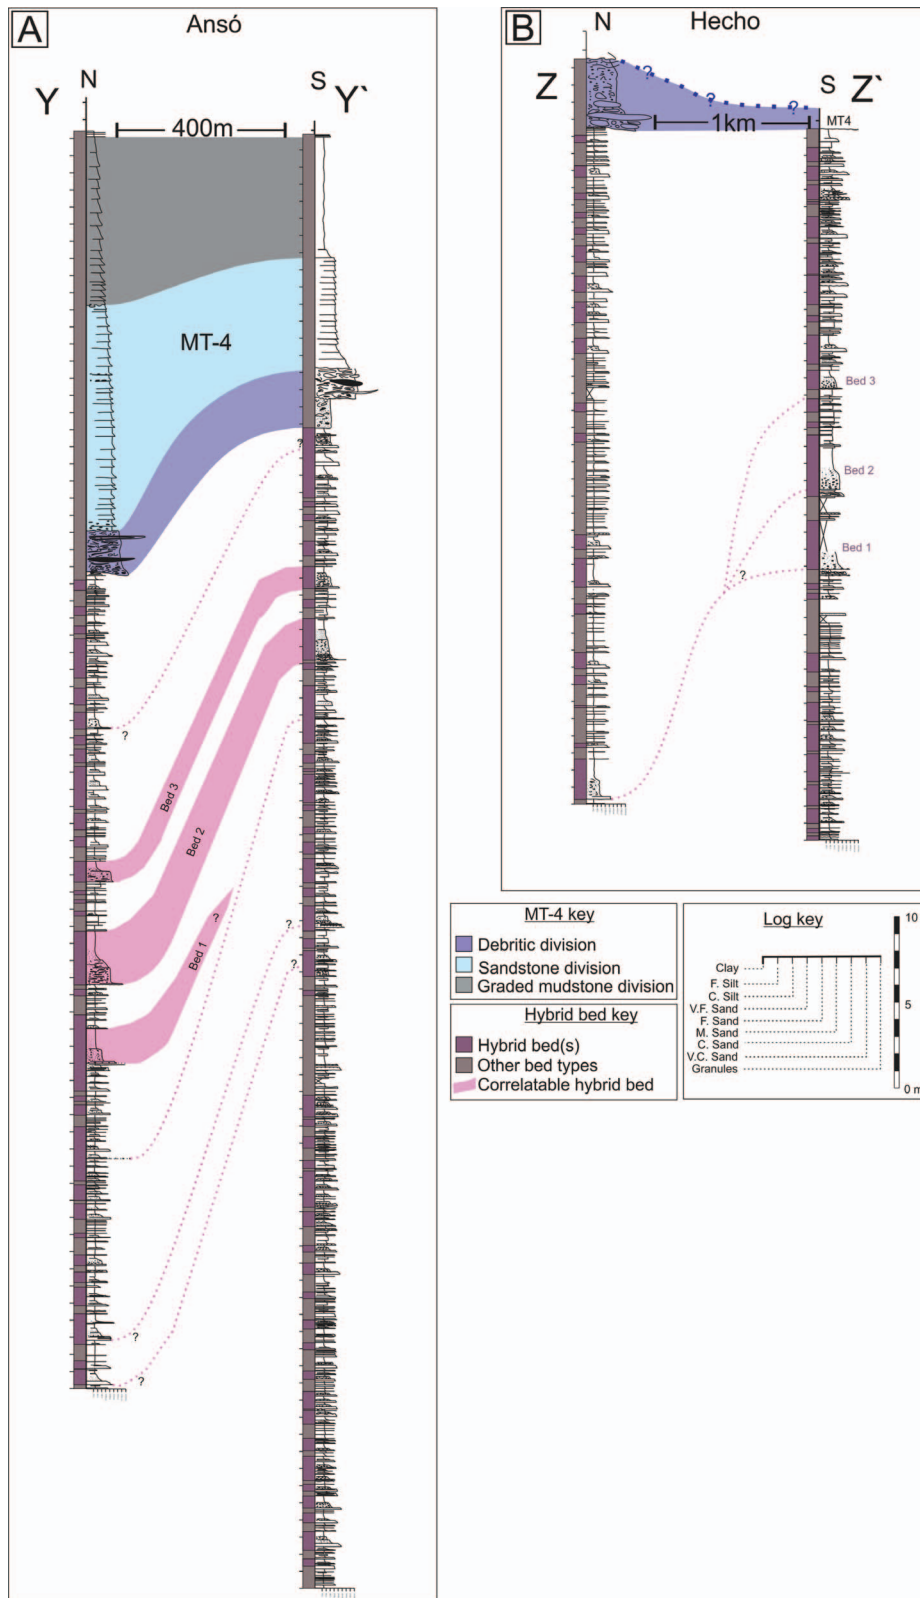 A
Ansó
N
S
Y
Y`
400m
MT-4
?
?
Bed 3
Bed 2
Bed 1
?
?
?
?
?
B
Hecho
N
S
Z
Z`
?
?
?
1km
MT4
Bed 3
Bed 2
Bed 1
?
MT-4 key
Debritic division
Sandstone division
Graded mudstone division
Hybrid bed key
Hybrid bed(s)
Other bed types
Correlatable hybrid bed
Log key
Clay
F. Silt
C. Silt
V.F. Sand
F. Sand
M. Sand
C. Sand
V.C. Sand
Granules
10
5
0 m